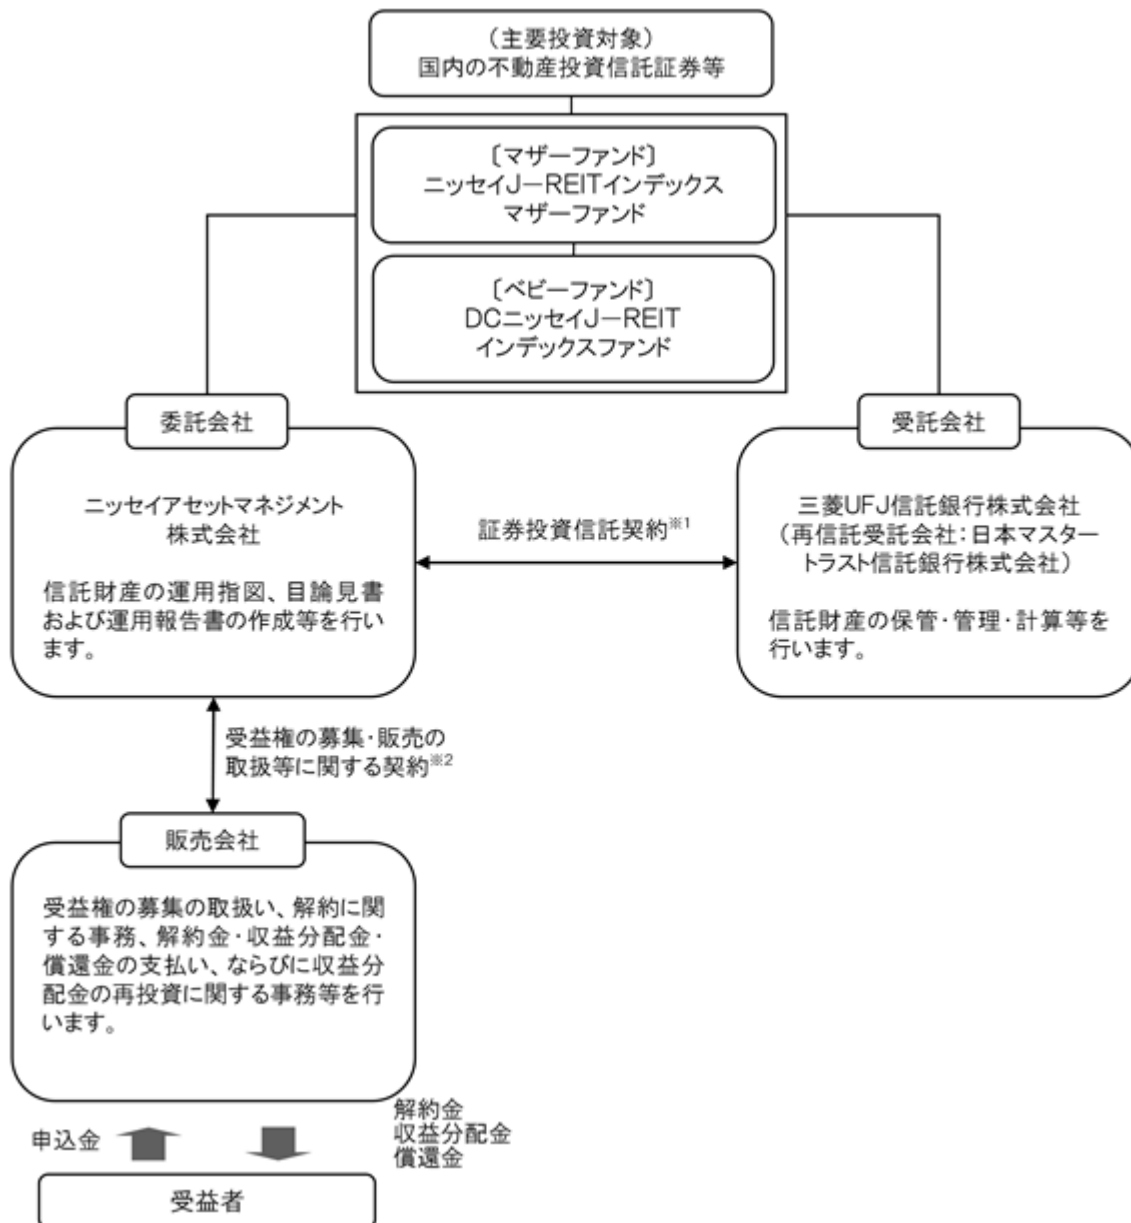 (主要投資対象)
国内の不動産投資信託証券等
〔マザーファンド〕
ニッセイJ-REITインデックス
マザーファンド
〔ベビーファンド〕
DCニッセイJ-REIT
インデックスファンド
委託会社
ニッセイアセットマネジメント
株式会社
信託財産の運用指図、目論見書
および運用報告書の作成等を行い
ます。
証券投資信託契約※1
受託会社
三菱UFJ信託銀行株式会社
(再信託受託会社:日本マスター
トラスト信託銀行株式会社)
信託財産の保管・管理・計算等を
行います。
受益権の募集・販売の
取扱等に関する契約※2
販売会社
受益権の募集の取扱い、解約に関
する事務、解約金・収益分配金・
償還金の支払い、ならびに収益分
配金の再投資に関する事務等を行
います。
申込金
解約金
収益分配金
償還金
受益者